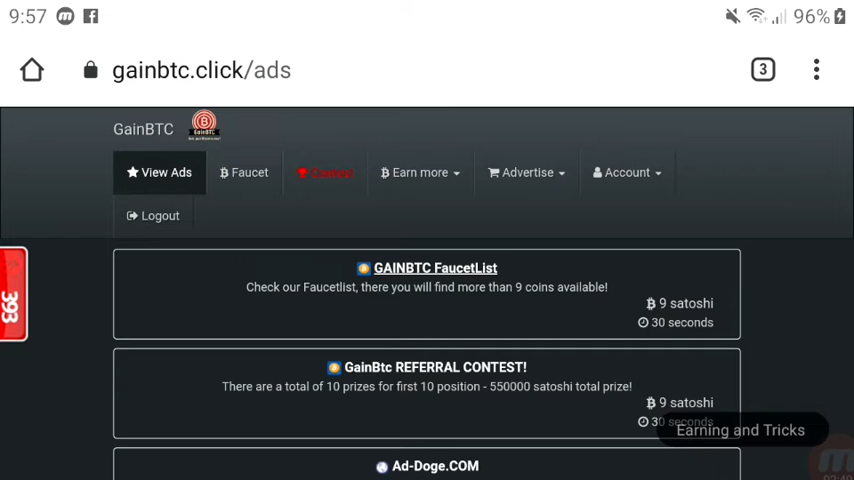 9:57 96%
gainbtc.click/ads 3
GainBTC
View Ads Faucet Contest Earn more Advertise Account
Logout
393
GAINBTC FaucetList
Check our Faucetlist, there you will find more than 9 coins available!
9 satoshi
30 seconds
GainBtc REFERRAL CONTEST!
There are a total of 10 prizes for first 10 position - 550000 satoshi total prize!
9 satoshi
30 seconds
Earning and Tricks
Ad-Doge.COM